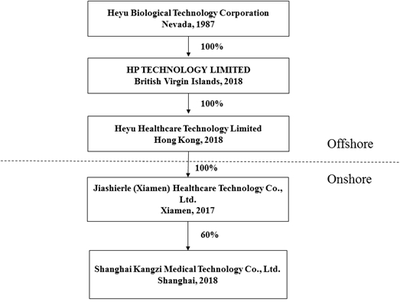 Heyu Biological Technology Corporation
Nevada, 1987
100%
HP TECHNOLOGY LIMITED
British Virgin Islands, 2018
100%
Heyu Healthcare Technology Limited
Hong Kong, 2018
Offshore
100%
Onshore
Jiashierle (Xiamen) Healthcare Technology Co.,
Ltd.
Xiamen, 2017
60%
Shanghai Kangzi Medical Technology Co., Ltd.
Shanghai, 2018